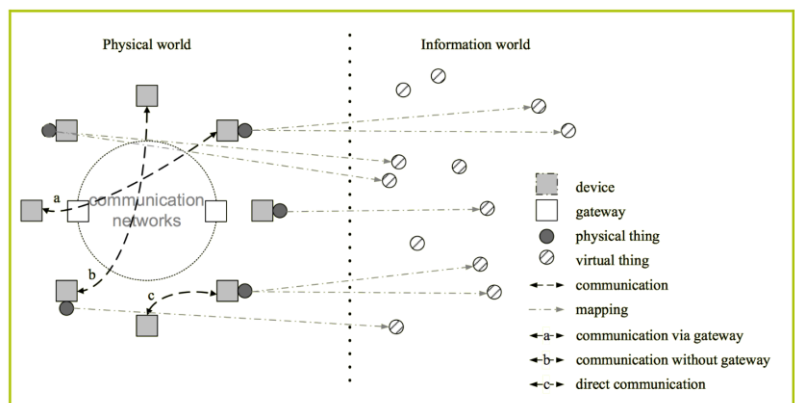 Physical world
Information world
a
communication
networks
b
c
device
gateway
physical thing
virtual thing
communication
mapping
a communication via gateway
b communication without gateway
c direct communication